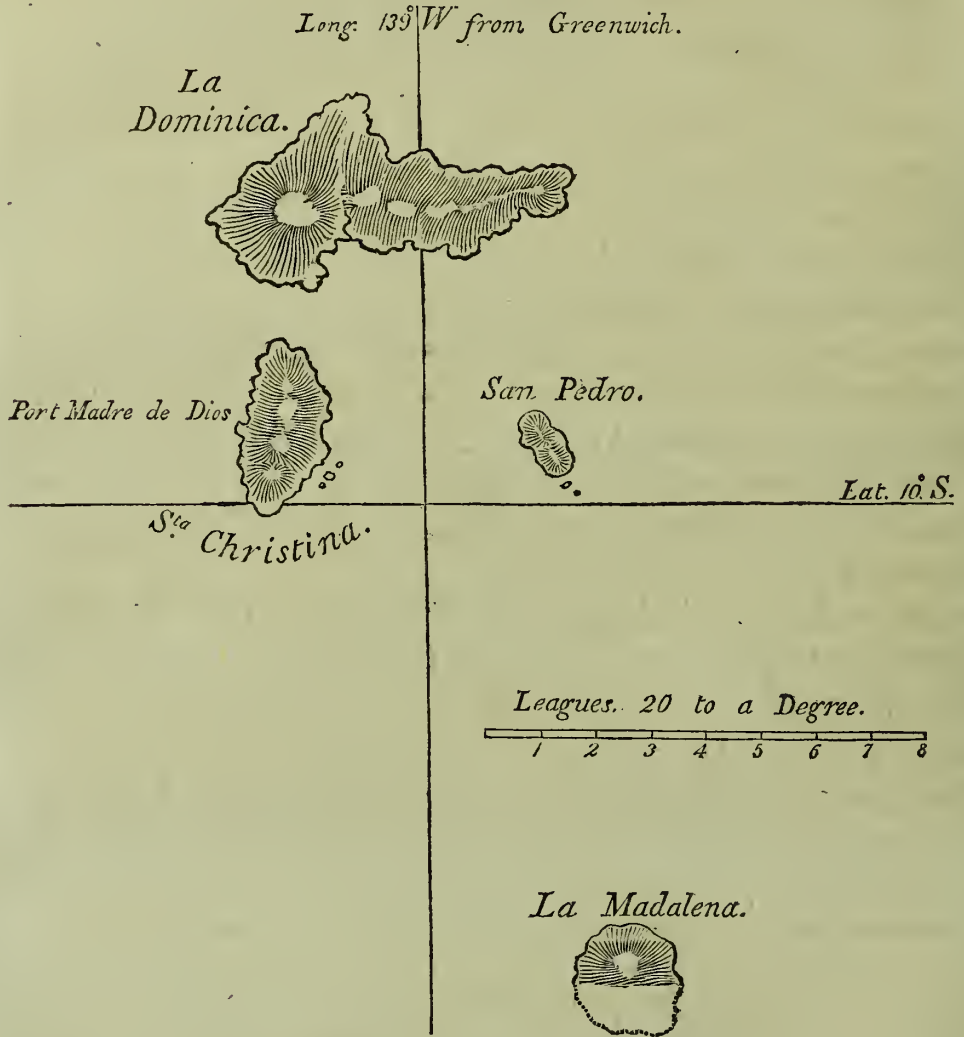 Long. 139° W from Greenwich.
La
Dominica.
Port Madre de Dios
San Pedro.
Lat. 10° S.
Sta Christina.
Leagues. 20 to a Degree.
1 2 3 4 5 6 7 8
La Madalena.